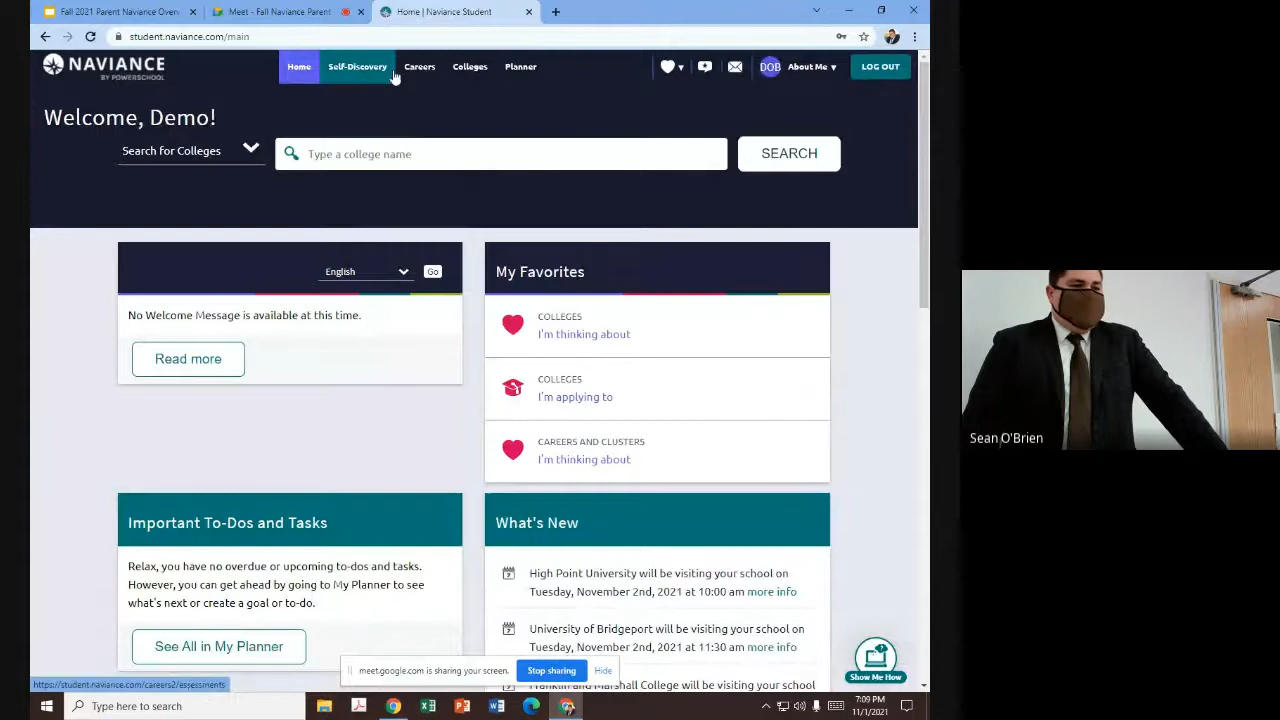 Fall 2021 Parent Naviance Overv
Meet - Fall Naviance Parent
Home | Naviance Student
student.naviance.com/main
NAVIANCE
BY POWERSCHOOL
Home
Self-Discovery
Careers
Colleges
Planner
DOB
About Me
LOG OUT
Welcome, Demo!
Search for Colleges
Type a college name
SEARCH
English
Go
No Welcome Message is available at this time.
Read more
My Favorites
COLLEGES
I'm thinking about
COLLEGES
I'm applying to
CAREERS AND CLUSTERS
I'm thinking about
Important To-Dos and Tasks
Relax, you have no overdue or upcoming to-dos and tasks.
However, you can get ahead by going to My Planner to see
what's next or create a goal or to-do.
See All in My Planner
What's New
High Point University will be visiting your school on
Tuesday, November 2nd, 2021 at 10:00 am more info
University of Bridgeport will be visiting your school on
Tuesday, November 2nd, 2021 at 11:30 am more info
Franklin and Marshall College will be visiting your school
Show Me How
meet.google.com is sharing your screen.
Stop sharing
Hide
https://student.naviance.com/careers2/assessments
Type here to search
7:09 PM
11/1/2021
Sean O'Brien